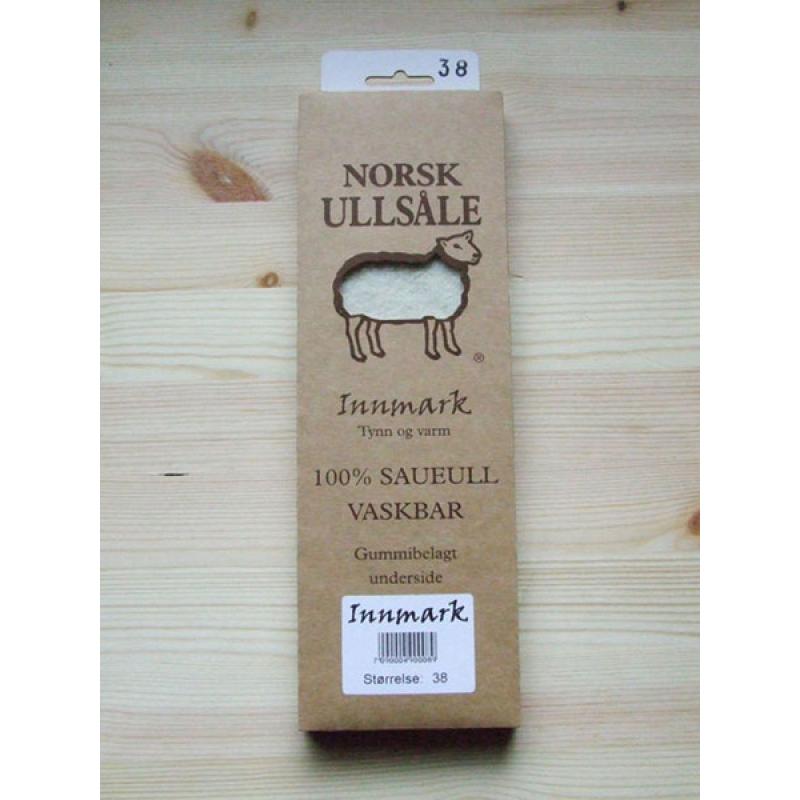 38
NORSK
ULLSÅLE
®
Innmark
Tynn og varm
100% SAUEULL
VASKBAR
Gummibelagt
underside
Innmark
Størrelse: 38